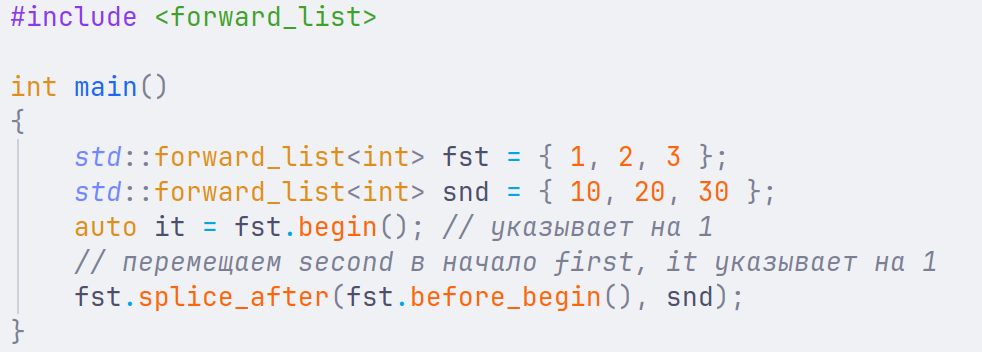 #include <forward_list>

int main()
{
    std::forward_list<int> fst = { 1, 2, 3 };
    std::forward_list<int> snd = { 10, 20, 30 };
    auto it = fst.begin(); // указывает на 1
    // перемещаем second в начало first, it указывает на 1
    fst.splice_after(fst.before_begin(), snd);
}